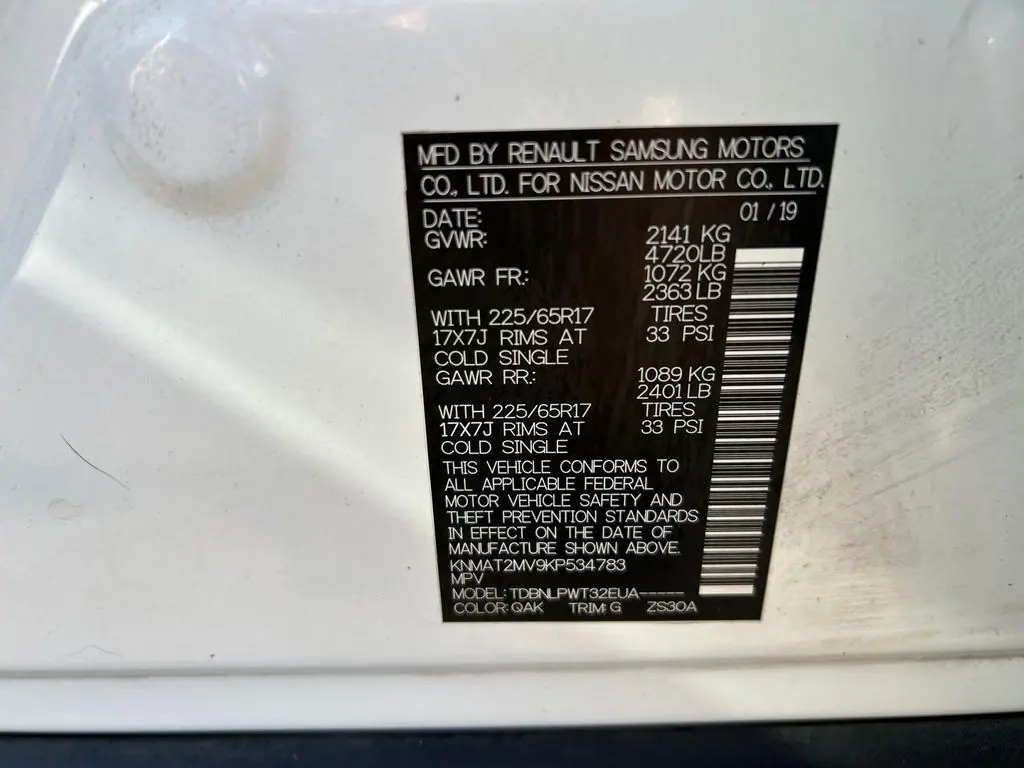 MFD BY RENAULT SAMSUNG MOTORS
CO., LTD. FOR NISSAN MOTOR CO., LTD.
DATE: 01 / 19
GVWR: 2141 KG
4720LB
GAWR FR.: 1072 KG
2363 LB
WITH 225/65R17 TIRES
17X7J RIMS AT 33 PSI
COLD SINGLE
GAWR RR.: 1089 KG
2401 LB
WITH 225/65R17 TIRES
17X7J RIMS AT 33 PSI
COLD SINGLE
THIS VEHICLE CONFORMS TO
ALL APPLICABLE FEDERAL
MOTOR VEHICLE SAFETY AND
THEFT PREVENTION STANDARDS
IN EFFECT ON THE DATE OF
MANUFACTURE SHOWN ABOVE.
KNMAT2MV9KP534783
MPV
MODEL: TDBNLPWT32EUA-----
COLOR: QAK TRIM: G ZS30A